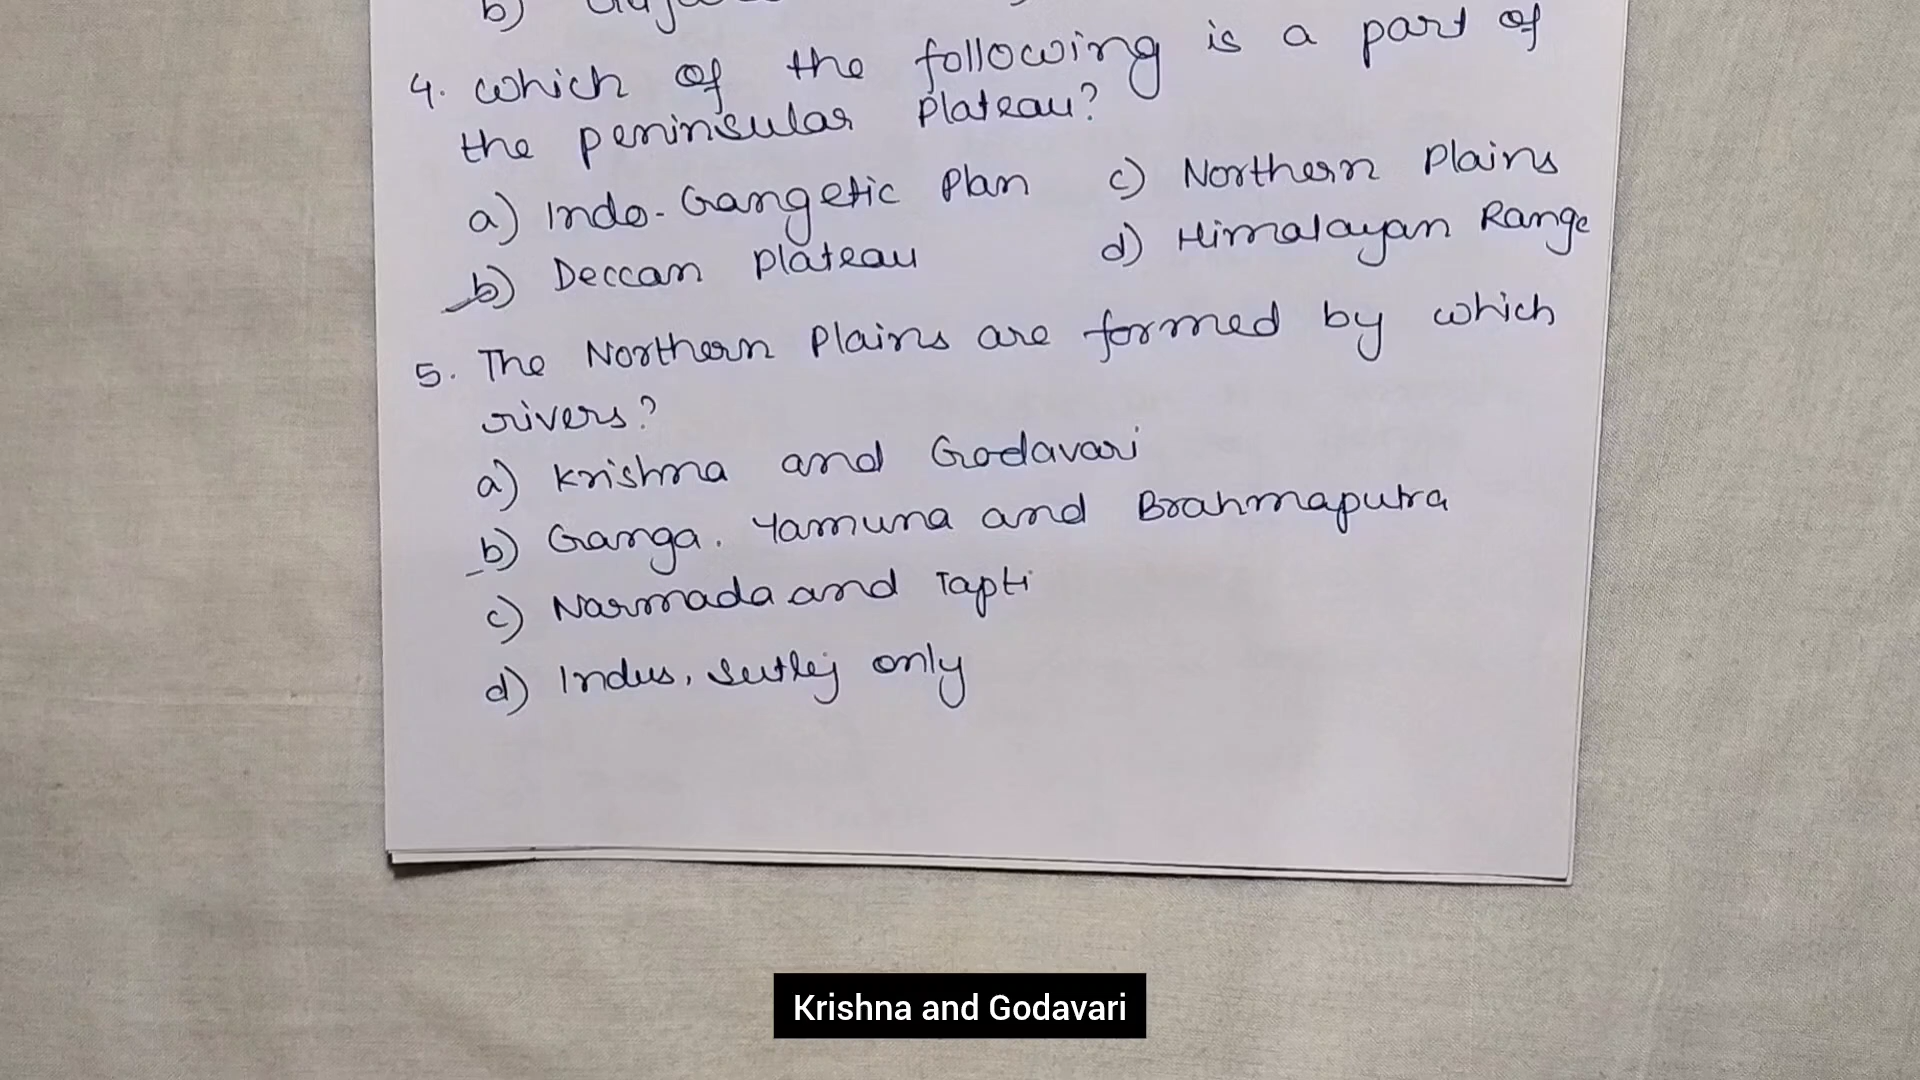 b)
4. which of the following is a part of
the peninsular plateau?
a) Indo-Gangetic Plan c) Northern Plains
b) Deccan plateau d) Himalayan Range
5. The Northern Plains are formed by which
rivers?
a) Krishna and Godavari
b) Ganga. Yamuna and Brahmaputra
c) Narmada and Tapti
d) Indus, Sutlej only
Krishna and Godavari